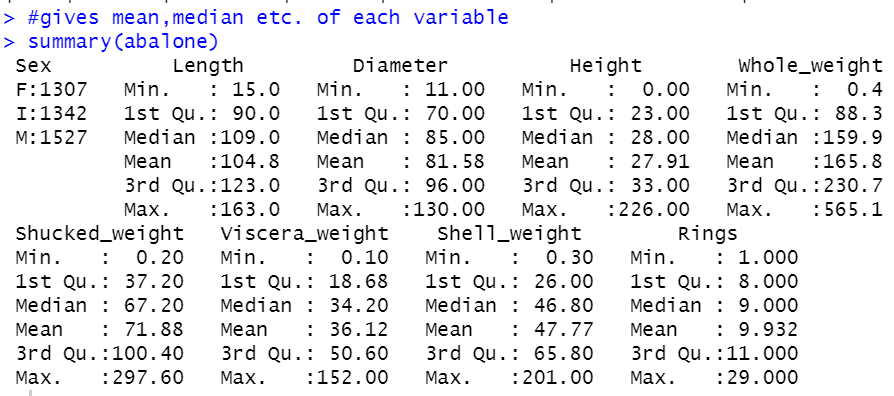 > #gives mean,median etc. of each variable
> summary(abalone)
 Sex          Length         Diameter          Height        Whole_weight
 F:1307   Min.   : 15.0   Min.   : 11.00   Min.   :  0.00   Min.   :  0.4
 I:1342   1st Qu.: 90.0   1st Qu.: 70.00   1st Qu.: 23.00   1st Qu.: 88.3
 M:1527   Median :109.0   Median : 85.00   Median : 28.00   Median :159.9
          Mean   :104.8   Mean   : 81.58   Mean   : 27.91   Mean   :165.8
          3rd Qu.:123.0   3rd Qu.: 96.00   3rd Qu.: 33.00   3rd Qu.:230.7
          Max.   :163.0   Max.   :130.00   Max.   :226.00   Max.   :565.1
 Shucked_weight   Viscera_weight    Shell_weight        Rings
 Min.   :  0.20   Min.   :  0.10   Min.   :  0.30   Min.   : 1.000
 1st Qu.: 37.20   1st Qu.: 18.68   1st Qu.: 26.00   1st Qu.: 8.000
 Median : 67.20   Median : 34.20   Median : 46.80   Median : 9.000
 Mean   : 71.88   Mean   : 36.12   Mean   : 47.77   Mean   : 9.932
 3rd Qu.:100.40   3rd Qu.: 50.60   3rd Qu.: 65.80   3rd Qu.:11.000
 Max.   :297.60   Max.   :152.00   Max.   :201.00   Max.   :29.000